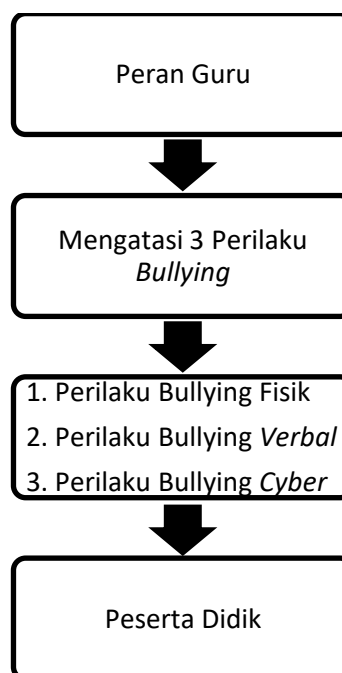 Peran Guru
Mengatasi 3 Perilaku
Bullying
1. Perilaku Bullying Fisik
2. Perilaku Bullying Verbal
3. Perilaku Bullying Cyber
Peserta Didik